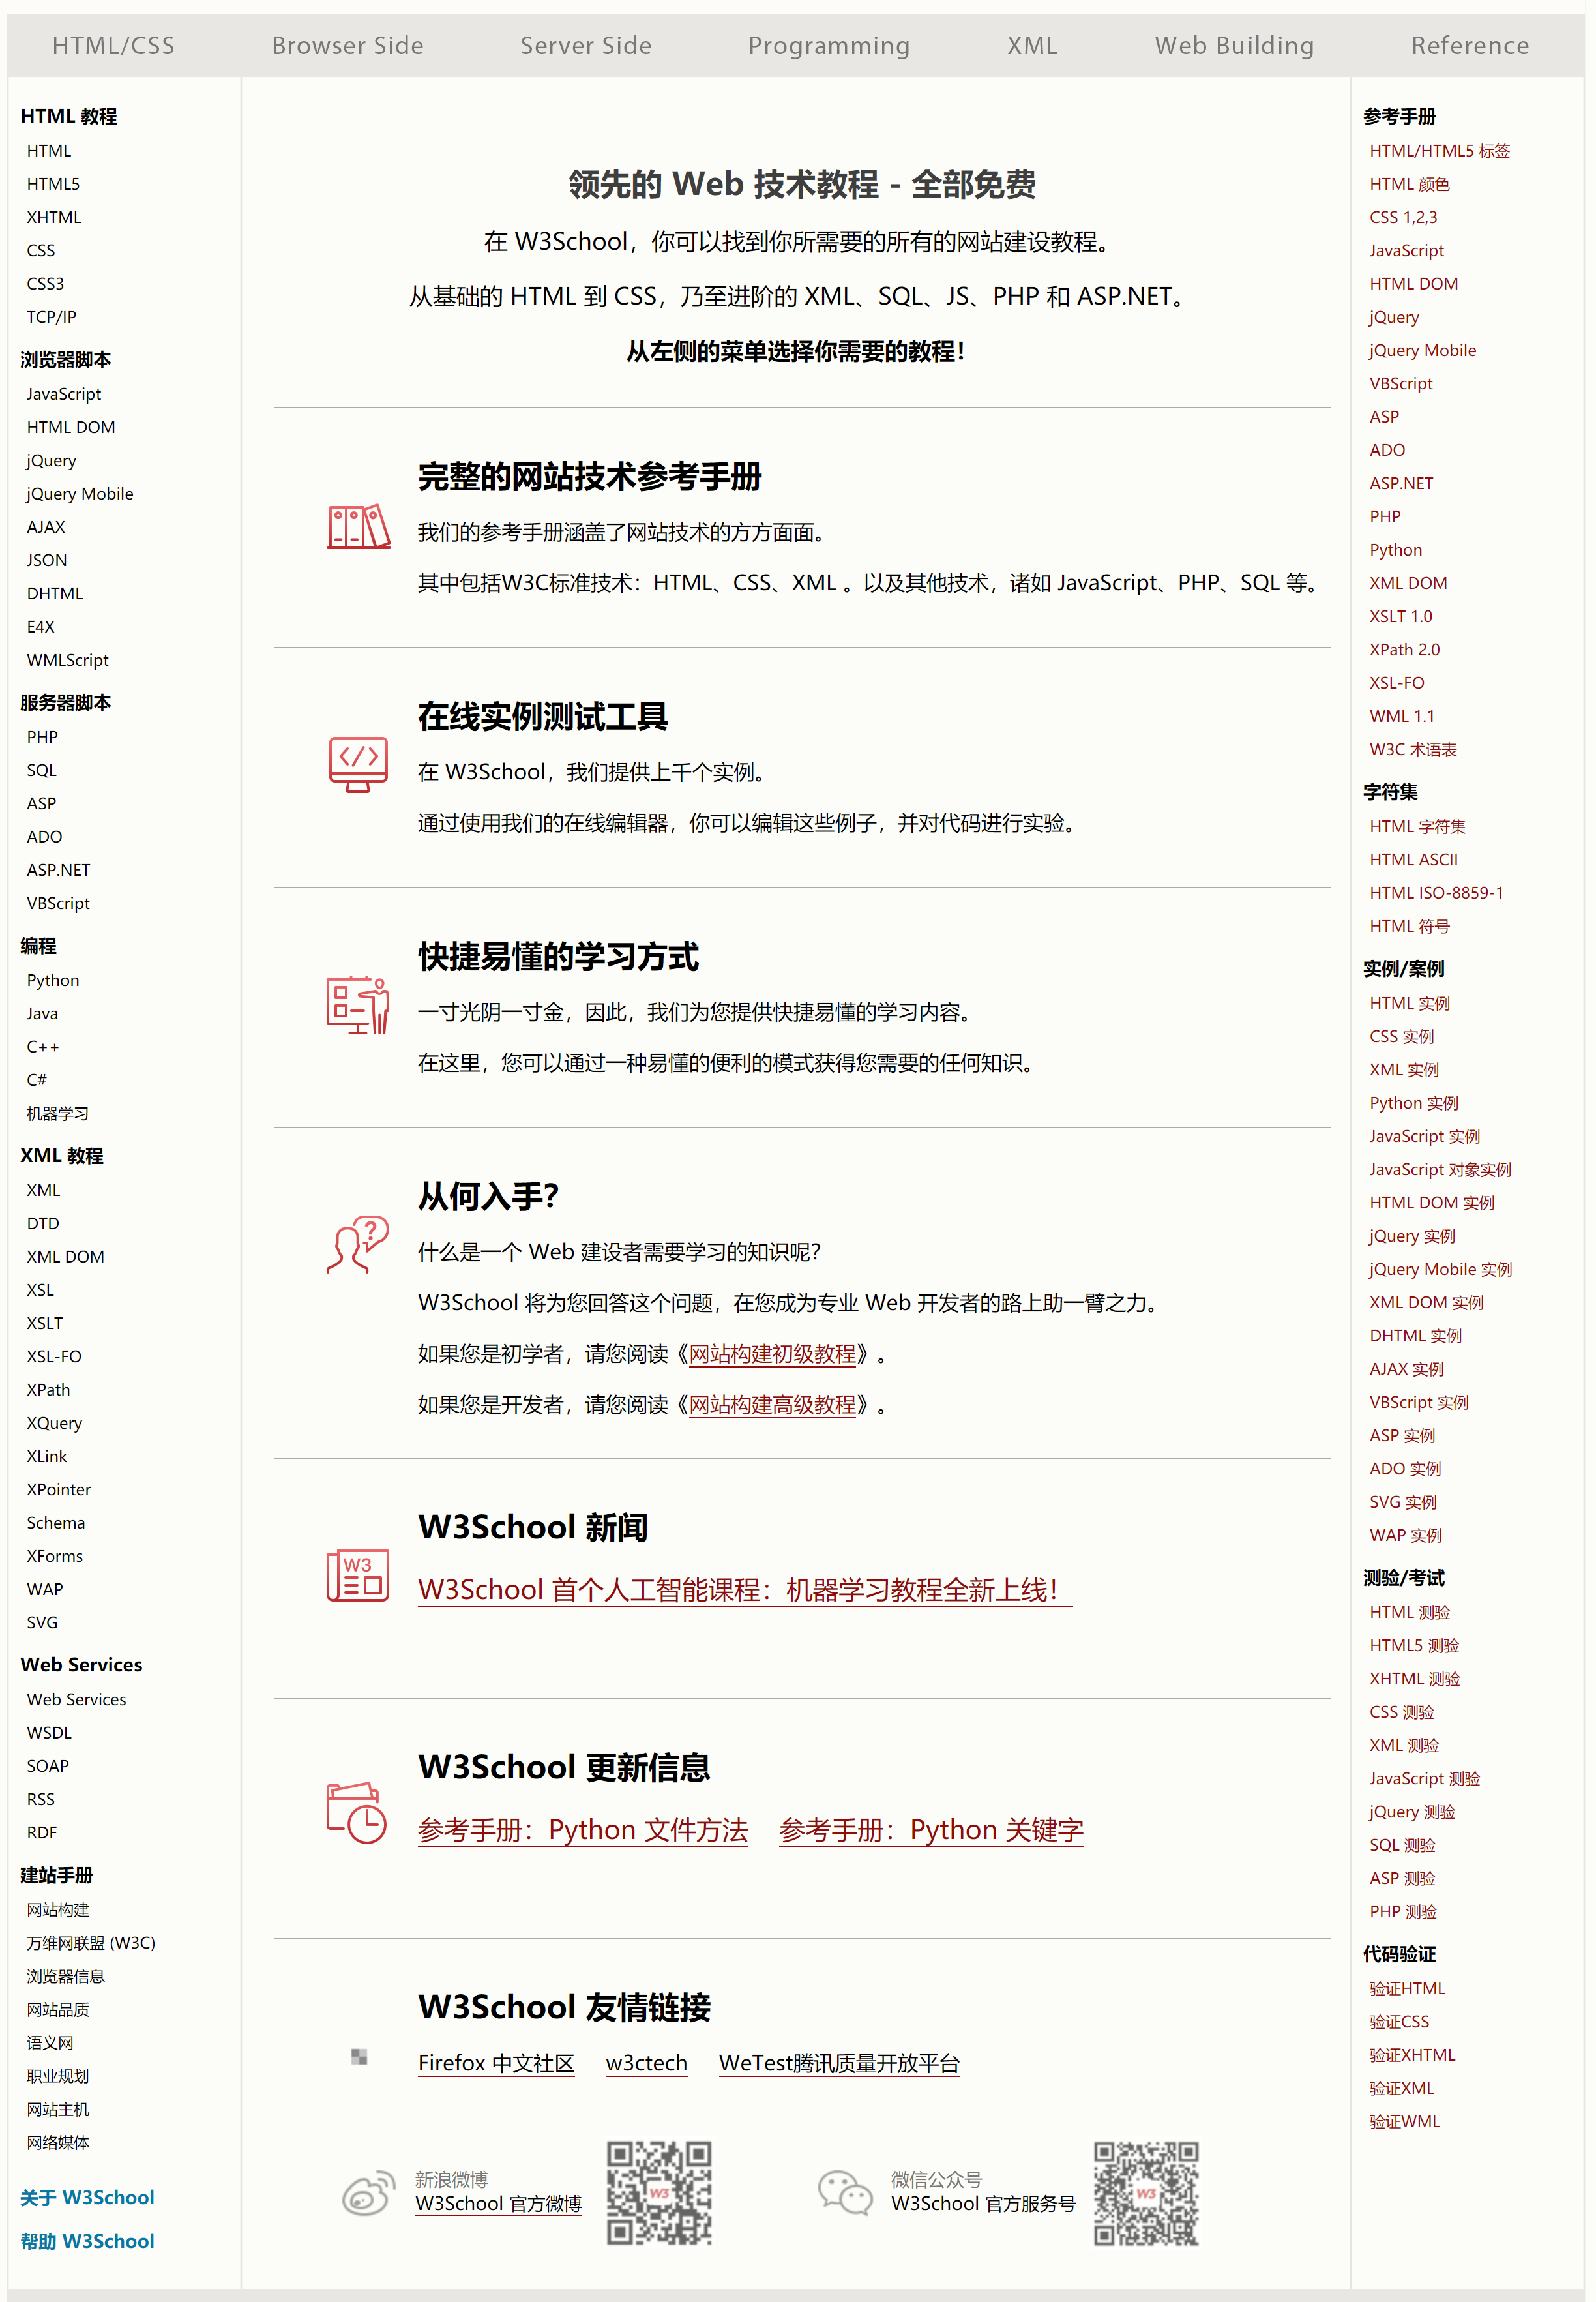 HTML/CSS
Browser Side
Server Side
Programming
XML
Web Building
Reference
HTML 教程
HTML
HTML5
XHTML
CSS
CSS3
TCP/IP
浏览器脚本
JavaScript
HTML DOM
jQuery
jQuery Mobile
AJAX
JSON
DHTML
E4X
WMLScript
服务器脚本
PHP
SQL
ASP
ADO
ASP.NET
VBScript
编程
Python
Java
C++
C#
机器学习
XML 教程
XML
DTD
XML DOM
XSL
XSLT
XSL-FO
XPath
XQuery
XLink
XPointer
Schema
XForms
WAP
SVG
Web Services
Web Services
WSDL
SOAP
RSS
RDF
建站手册
网站构建
万维网联盟 (W3C)
浏览器信息
网站品质
语义网
职业规划
网站主机
网络媒体
关于 W3School
帮助 W3School
领先的 Web 技术教程 - 全部免费
在 W3School，你可以找到你所需要的所有的网站建设教程。
从基础的 HTML 到 CSS，乃至进阶的 XML、SQL、JS、PHP 和 ASP.NET。
从左侧的菜单选择你需要的教程！
完整的网站技术参考手册
我们的参考手册涵盖了网站技术的方方面面。
其中包括W3C标准技术：HTML、CSS、XML 。以及其他技术，诸如 JavaScript、PHP、SQL 等。
在线实例测试工具
在 W3School，我们提供上千个实例。
通过使用我们的在线编辑器，你可以编辑这些例子，并对代码进行实验。
快捷易懂的学习方式
一寸光阴一寸金，因此，我们为您提供快捷易懂的学习内容。
在这里，您可以通过一种易懂的便利的模式获得您需要的任何知识。
从何入手？
?
什么是一个 Web 建设者需要学习的知识呢？
W3School 将为您回答这个问题，在您成为专业 Web 开发者的路上助一臂之力。
如果您是初学者，请您阅读《网站构建初级教程》。
如果您是开发者，请您阅读《网站构建高级教程》。
W3School 新闻
W3
W3School 首个人工智能课程：机器学习教程全新上线！
W3School 更新信息
参考手册：Python 文件方法 参考手册：Python 关键字
W3School 友情链接
Firefox 中文社区 w3ctech WeTest腾讯质量开放平台
新浪微博
W3School 官方微博
W3
微信公众号
W3School 官方服务号
W3
参考手册
HTML/HTML5 标签
HTML 颜色
CSS 1,2,3
JavaScript
HTML DOM
jQuery
jQuery Mobile
VBScript
ASP
ADO
ASP.NET
PHP
Python
XML DOM
XSLT 1.0
XPath 2.0
XSL-FO
WML 1.1
W3C 术语表
字符集
HTML 字符集
HTML ASCII
HTML ISO-8859-1
HTML 符号
实例/案例
HTML 实例
CSS 实例
XML 实例
Python 实例
JavaScript 实例
JavaScript 对象实例
HTML DOM 实例
jQuery 实例
jQuery Mobile 实例
XML DOM 实例
DHTML 实例
AJAX 实例
VBScript 实例
ASP 实例
ADO 实例
SVG 实例
WAP 实例
测验/考试
HTML 测验
HTML5 测验
XHTML 测验
CSS 测验
XML 测验
JavaScript 测验
jQuery 测验
SQL 测验
ASP 测验
PHP 测验
代码验证
验证HTML
验证CSS
验证XHTML
验证XML
验证WML